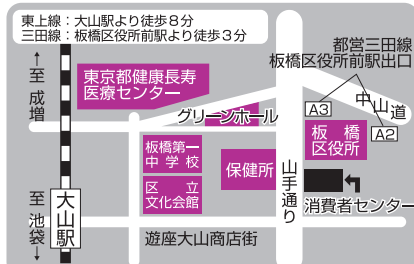 東上線：大山駅より徒歩８分
三田線：板橋区役所前駅より徒歩３分
都営三田線
板橋区役所前駅出口
↑至 成増
東京都健康長寿
医療センター
中山道
グリーンホール
A3
A2
板橋
区役所
板橋第一
中学校
保健所
山手通り
区立
文化会館
消費者センター
大山駅
至 池袋↓
遊座大山商店街